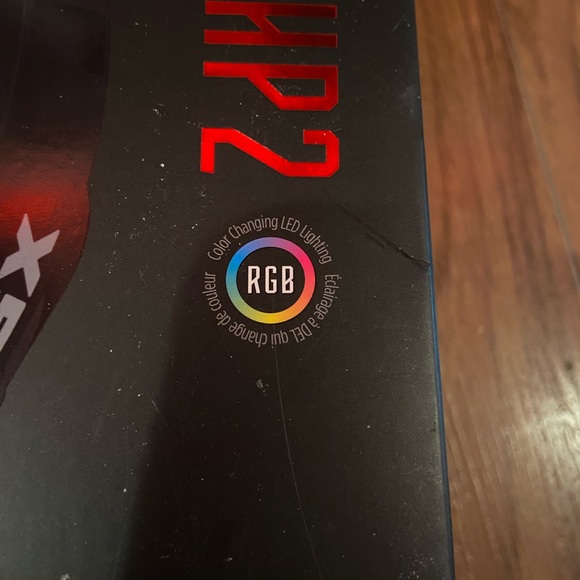 HP2
Color Changing LED Lighting
RGB
Éclairage à DEL qui change de couleur